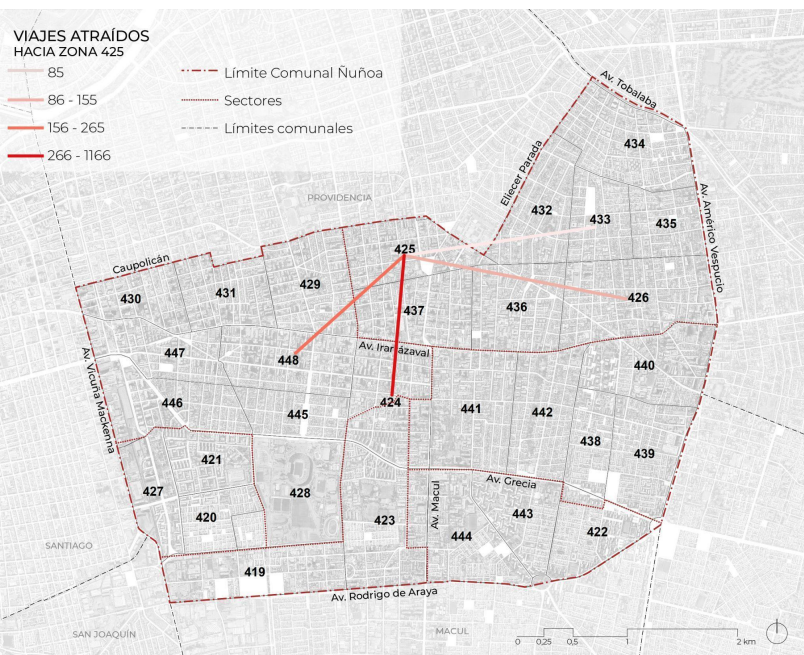 VIAJES ATRAÍDOS
HACIA ZONA 425
85
86 - 155
156 - 265
266 - 1166
Límite Comunal Ñuñoa
Sectores
Límites comunales
Av. Tobalaba
434
Eliecer Parada
PROVIDENCIA
432
433
435
Av. Américo Vespucio
425
Caupolicán
430
431
429
437
436
426
Av. Irarrázaval
447
448
440
Av. Vicuña Mackenna
446
445
424
441
442
438
439
421
427
428
Av. Grecia
420
423
Av. Macul
443
444
422
SANTIAGO
419
Av. Rodrigo de Araya
SAN JOAQUÍN
MACUL
0 0,25 0,5 1 2 km